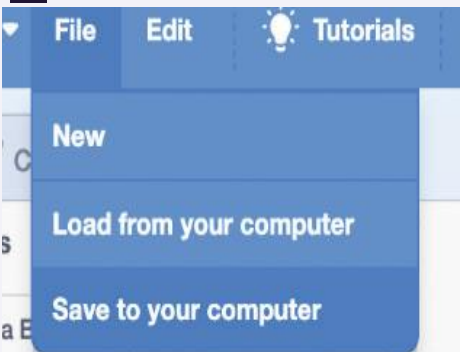 File Edit Tutorials
New
C
Load from your computer
s
Save to your computer
a E